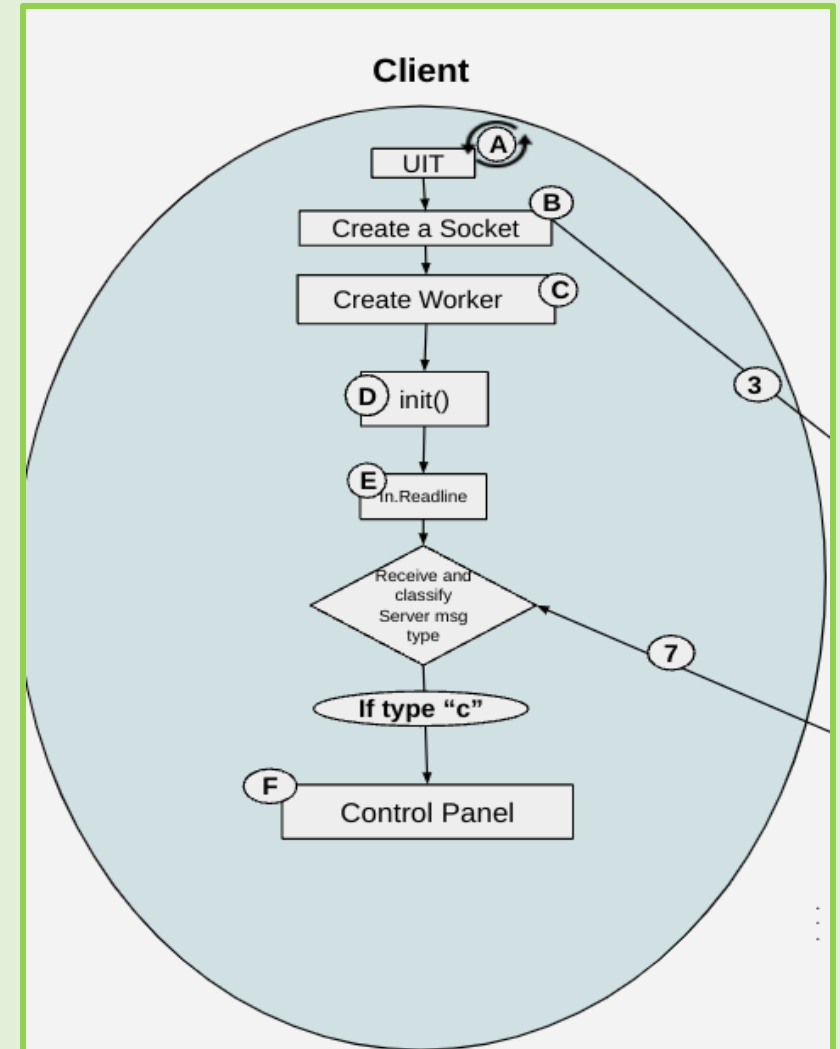 Client
A
UIT
B
Create a Socket
C
Create Worker
3
D
init()
E
In.Readline
Receive and
classify
Server msg
type
7
If type “c”
F
Control Panel